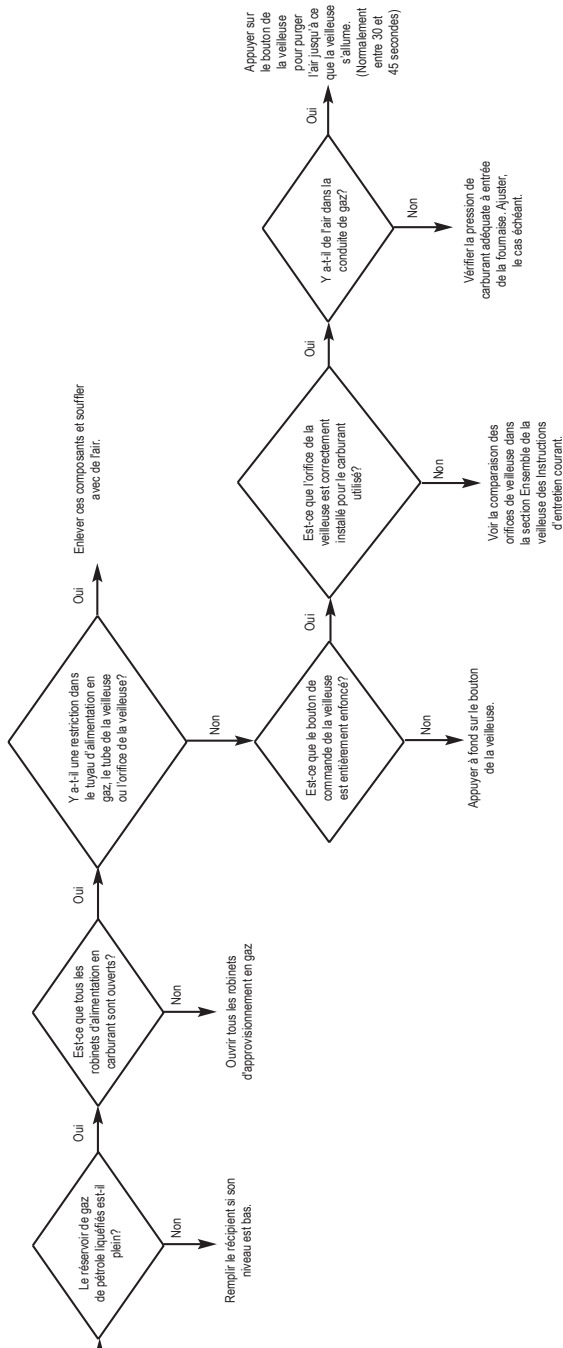 Le réservoir de gaz
de pétrole liquéfiés est-il
plein?
Oui
Non
Remplir le récipient si son
niveau est bas.
Est-ce que tous les
robinets d'alimentation en
carburant sont ouverts?
Oui
Non
Ouvrir tous les robinets
d'approvisionnement en gaz
Y a-t-il une restriction dans
le tuyau d'alimentation en
gaz, le tube de la veilleuse
ou l'orifice de la veilleuse?
Oui
Enlever ces composants et souffler
avec de l'air.
Non
Est-ce que le bouton de
commande de la veilleuse
est entièrement enfoncé?
Oui
Non
Appuyer à fond sur le bouton
de la veilleuse.
Est-ce que l'orifice de la
veilleuse est correctement
installé pour le carburant
utilisé?
Oui
Non
Voir la comparaison des
orifices de veilleuse dans
la section Ensemble de la
veilleuse des Instructions
d'entretien courant.
Y a-t-il de l'air dans la
conduite de gaz?
Oui
Appuyer sur
le bouton de
la veilleuse
pour purger
l'air jusqu'à ce
que la veilleuse
s'allume.
(Normalement
entre 30 et
45 secondes)
Non
Vérifier la pression de
carburant adéquate à entrée
de la fournaise. Ajuster,
le cas échéant.